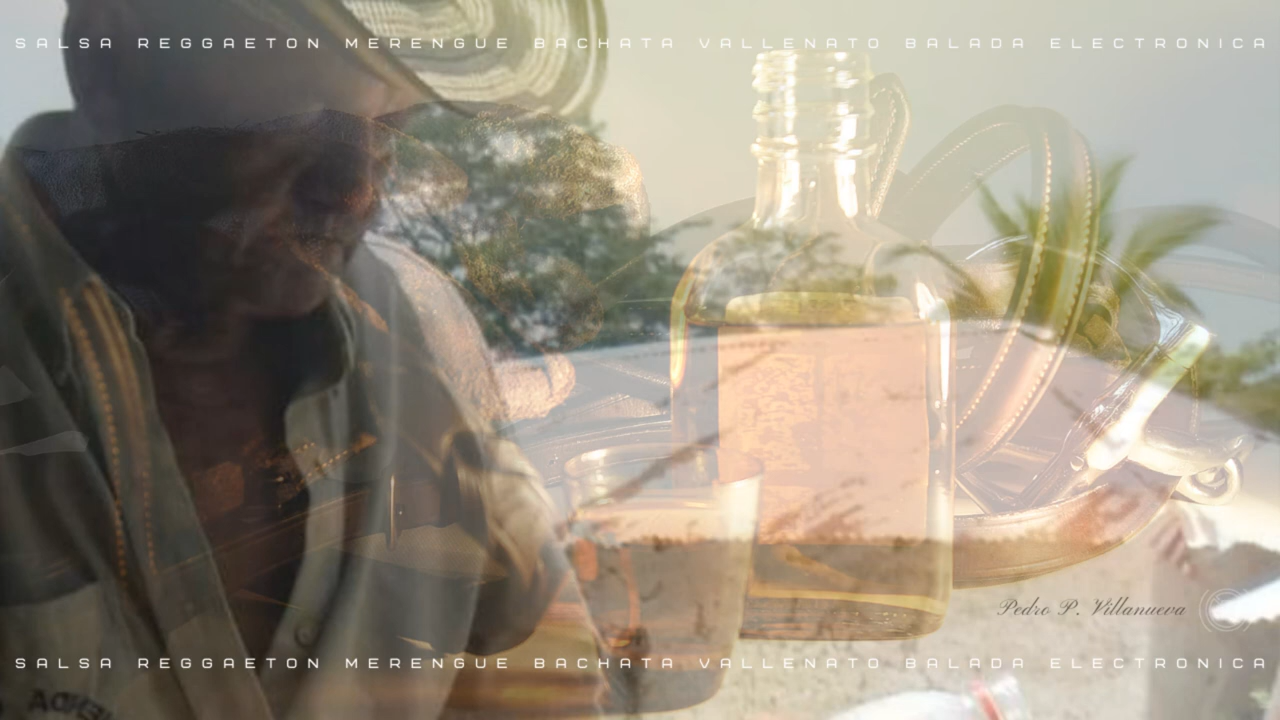 SALSA REGGAETON MERENGUE BACHATA VALLENATO BALADA ELECTRONICA
Pedro P. Villanueva
SALSA REGGAETON MERENGUE BACHATA VALLENATO BALADA ELECTRONICA